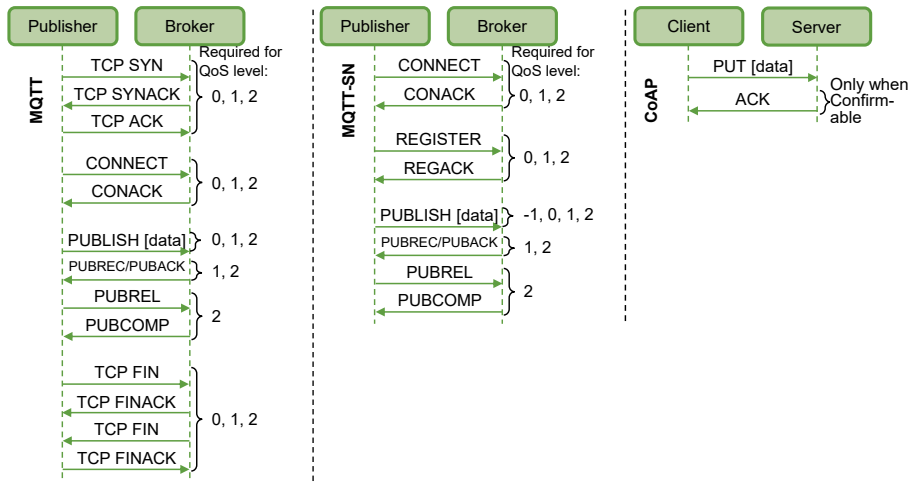 Publisher
Broker
MQTT
Required for
QoS level:
TCP SYN
TCP SYNACK
TCP ACK
0, 1, 2
CONNECT
CONACK
0, 1, 2
PUBLISH [data]
0, 1, 2
PUBREC/PUBACK
1, 2
PUBREL
PUBCOMP
2
TCP FIN
TCP FINACK
TCP FIN
TCP FINACK
0, 1, 2
Publisher
Broker
MQTT-SN
Required for
QoS level:
CONNECT
CONACK
0, 1, 2
REGISTER
REGACK
0, 1, 2
PUBLISH [data]
-1, 0, 1, 2
PUBREC/PUBACK
1, 2
PUBREL
PUBCOMP
2
Client
Server
CoAP
PUT [data]
ACK
Only when
Confirm-
able